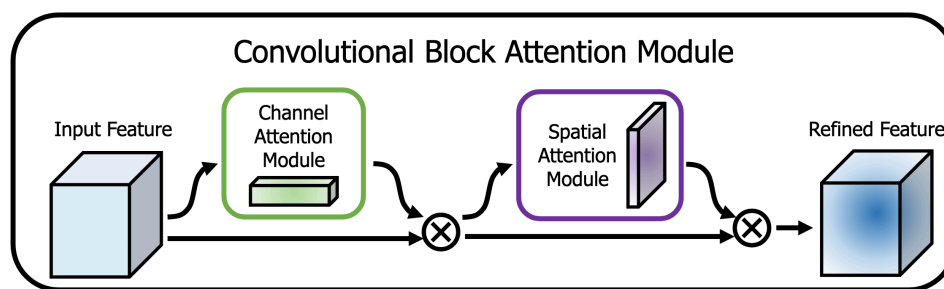 Convolutional Block Attention Module
Input Feature
Channel
Attention
Module
Spatial
Attention
Module
Refined Feature